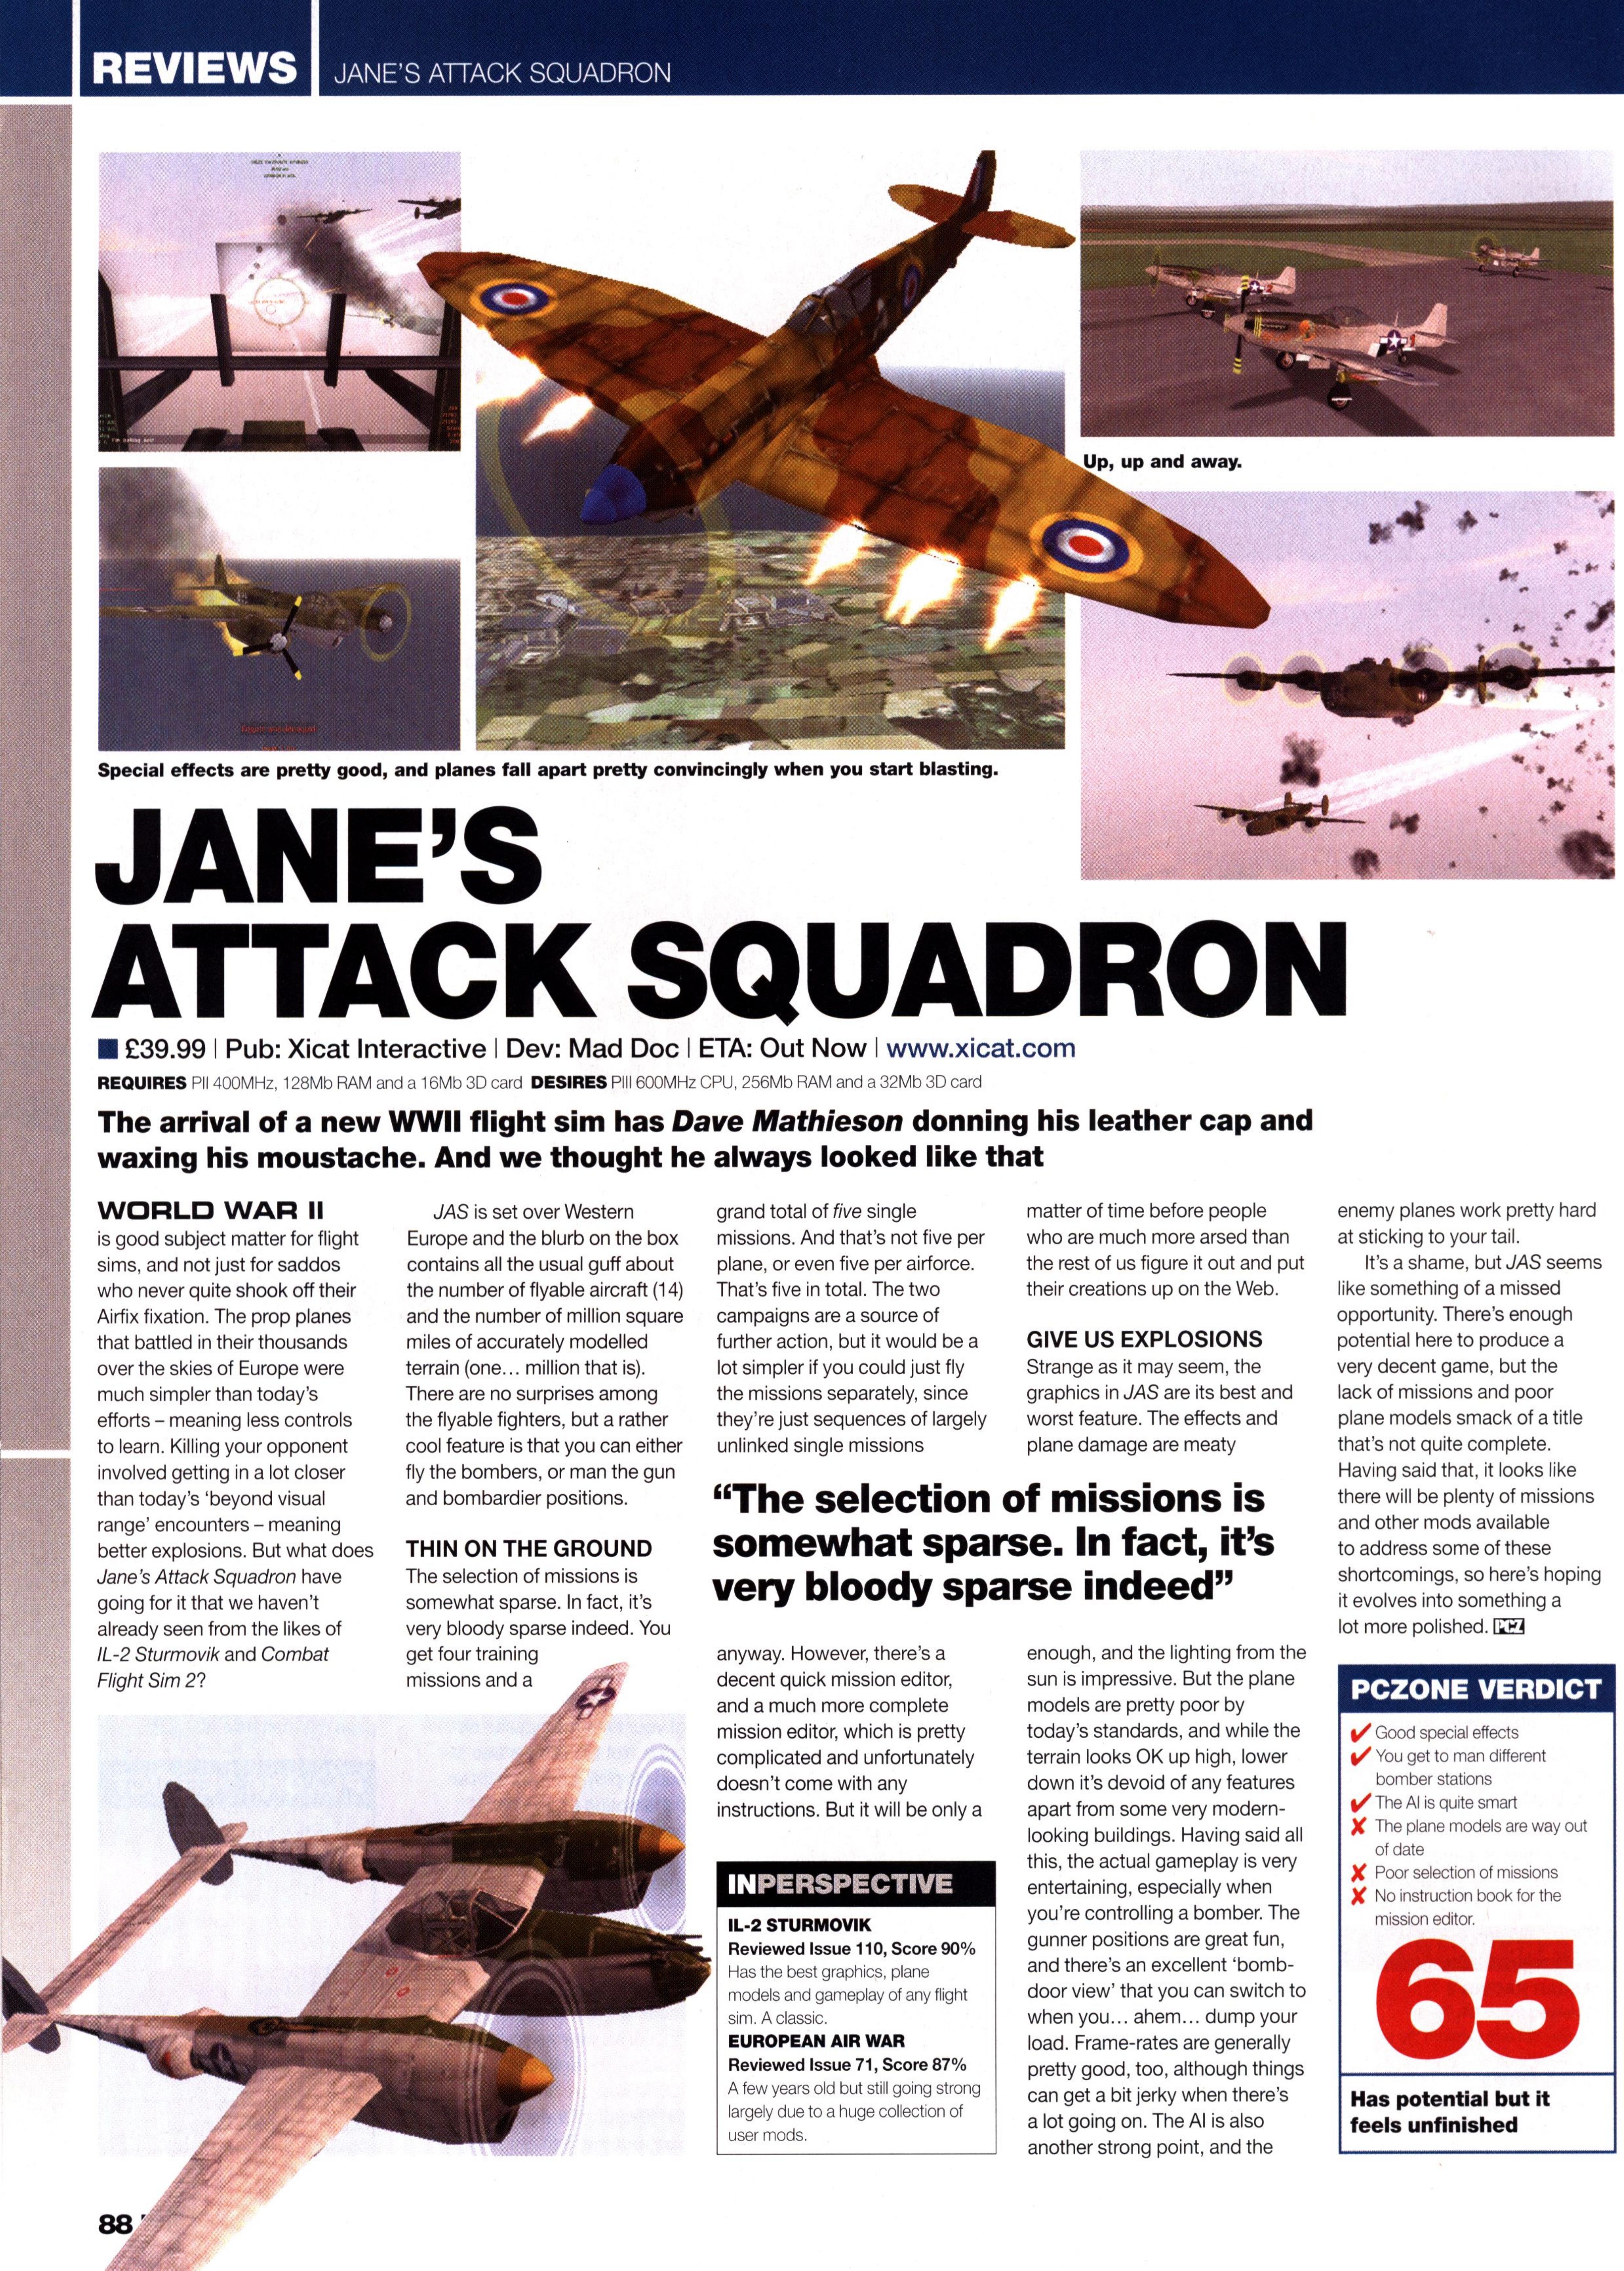 REVIEWS
JANE'S ATTACK SQUADRON
Up, up and away.
Special effects are pretty good, and planes fall apart pretty convincingly when you start blasting.
JANE'S
ATTACK SQUADRON
£39.99 | Pub: Xicat Interactive | Dev: Mad Doc | ETA: Out Now | www.xicat.com
REQUIRES PII 400MHz, 128Mb RAM and a 16Mb 3D card DESIRES PIII 600MHz CPU, 256Mb RAM and a 32Mb 3D card
The arrival of a new WWII flight sim has Dave Mathieson donning his leather cap and
waxing his moustache. And we thought he always looked like that
WORLD WAR II
is good subject matter for flight
sims, and not just for saddos
who never quite shook off their
Airfix fixation. The prop planes
that battled in their thousands
over the skies of Europe were
much simpler than today's
efforts – meaning less controls
to learn. Killing your opponent
involved getting in a lot closer
than today's 'beyond visual
range' encounters – meaning
better explosions. But what does
Jane's Attack Squadron have
going for it that we haven't
already seen from the likes of
IL-2 Sturmovik and Combat
Flight Sim 2?
JAS is set over Western
Europe and the blurb on the box
contains all the usual guff about
the number of flyable aircraft (14)
and the number of million square
miles of accurately modelled
terrain (one... million that is).
There are no surprises among
the flyable fighters, but a rather
cool feature is that you can either
fly the bombers, or man the gun
and bombardier positions.
THIN ON THE GROUND
The selection of missions is
somewhat sparse. In fact, it's
very bloody sparse indeed. You
get four training
missions and a
grand total of five single
missions. And that's not five per
plane, or even five per airforce.
That's five in total. The two
campaigns are a source of
further action, but it would be a
lot simpler if you could just fly
the missions separately, since
they're just sequences of largely
unlinked single missions
"The selection of missions is
somewhat sparse. In fact, it's
very bloody sparse indeed"
anyway. However, there's a
decent quick mission editor,
and a much more complete
mission editor, which is pretty
complicated and unfortunately
doesn't come with any
instructions. But it will be only a
matter of time before people
who are much more arsed than
the rest of us figure it out and put
their creations up on the Web.
GIVE US EXPLOSIONS
Strange as it may seem, the
graphics in JAS are its best and
worst feature. The effects and
plane damage are meaty
enough, and the lighting from the
sun is impressive. But the plane
models are pretty poor by
today's standards, and while the
terrain looks OK up high, lower
down it's devoid of any features
apart from some very modern-
looking buildings. Having said all
this, the actual gameplay is very
entertaining, especially when
you're controlling a bomber. The
gunner positions are great fun,
and there's an excellent 'bomb-
door view' that you can switch to
when you... ahem... dump your
load. Frame-rates are generally
pretty good, too, although things
can get a bit jerky when there's
a lot going on. The AI is also
another strong point, and the
enemy planes work pretty hard
at sticking to your tail.
It's a shame, but JAS seems
like something of a missed
opportunity. There's enough
potential here to produce a
very decent game, but the
lack of missions and poor
plane models smack of a title
that's not quite complete.
Having said that, it looks like
there will be plenty of missions
and other mods available
to address some of these
shortcomings, so here's hoping
it evolves into something a
lot more polished. PCZ
INPERSPECTIVE
IL-2 STURMOVIK
Reviewed Issue 110, Score 90%
Has the best graphics, plane
models and gameplay of any flight
sim. A classic.
EUROPEAN AIR WAR
Reviewed Issue 71, Score 87%
A few years old but still going strong
largely due to a huge collection of
user mods.
PCZONE VERDICT
Good special effects
You get to man different
bomber stations
The AI is quite smart
The plane models are way out
of date
Poor selection of missions
No instruction book for the
mission editor.
65
Has potential but it
feels unfinished
88